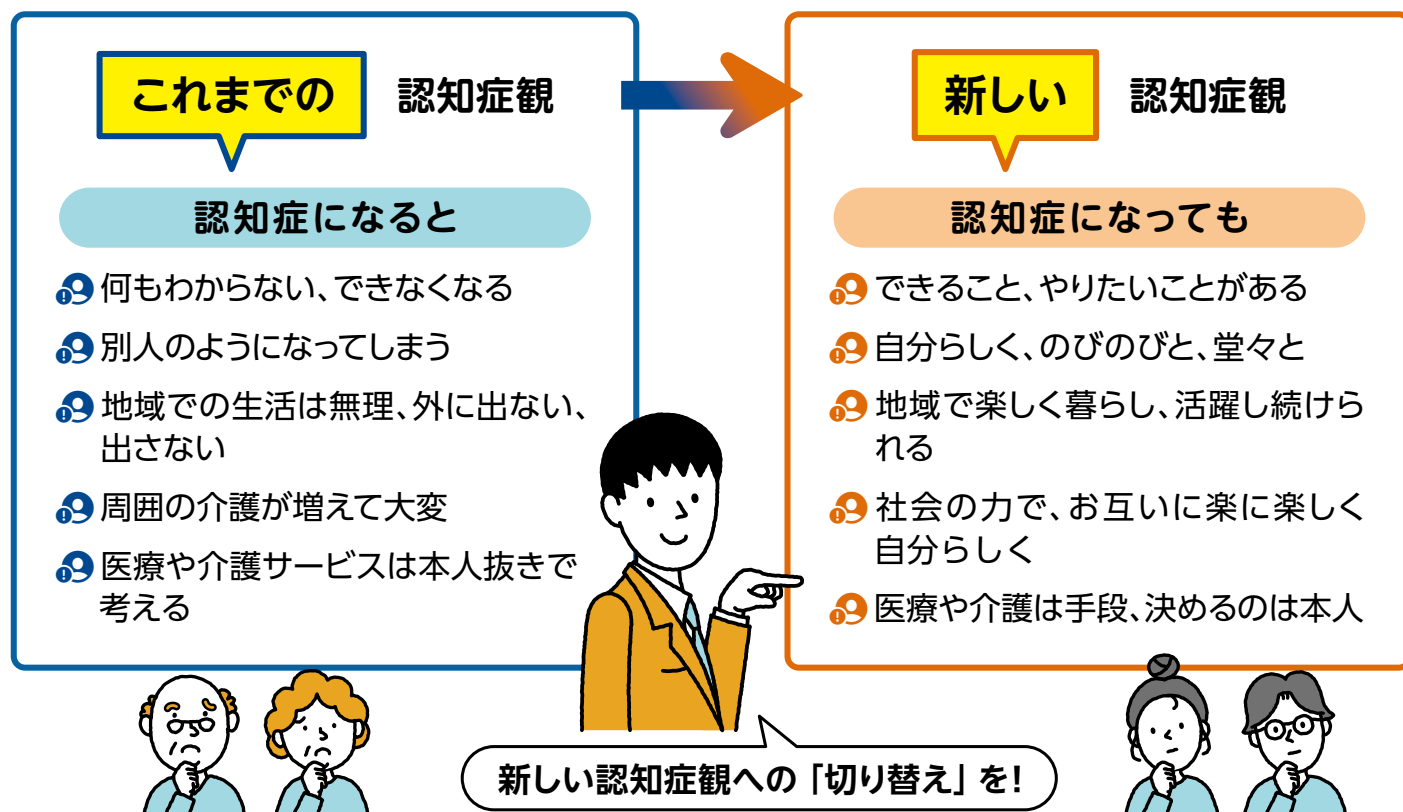 これまでの 認知症観
認知症になると
何もわからない、できなくなる
別人のようになってしまう
地域での生活は無理、外に出ない、
出さない
周囲の介護が増えて大変
医療や介護サービスは本人抜きで
考える
新しい 認知症観
認知症になっても
できること、やりたいことがある
自分らしく、のびのびと、堂々と
地域で楽しく暮らし、活躍し続けら
れる
社会の力で、お互いに楽に楽しく
自分らしく
医療や介護は手段、決めるのは本人
新しい認知症観への「切り替え」を!